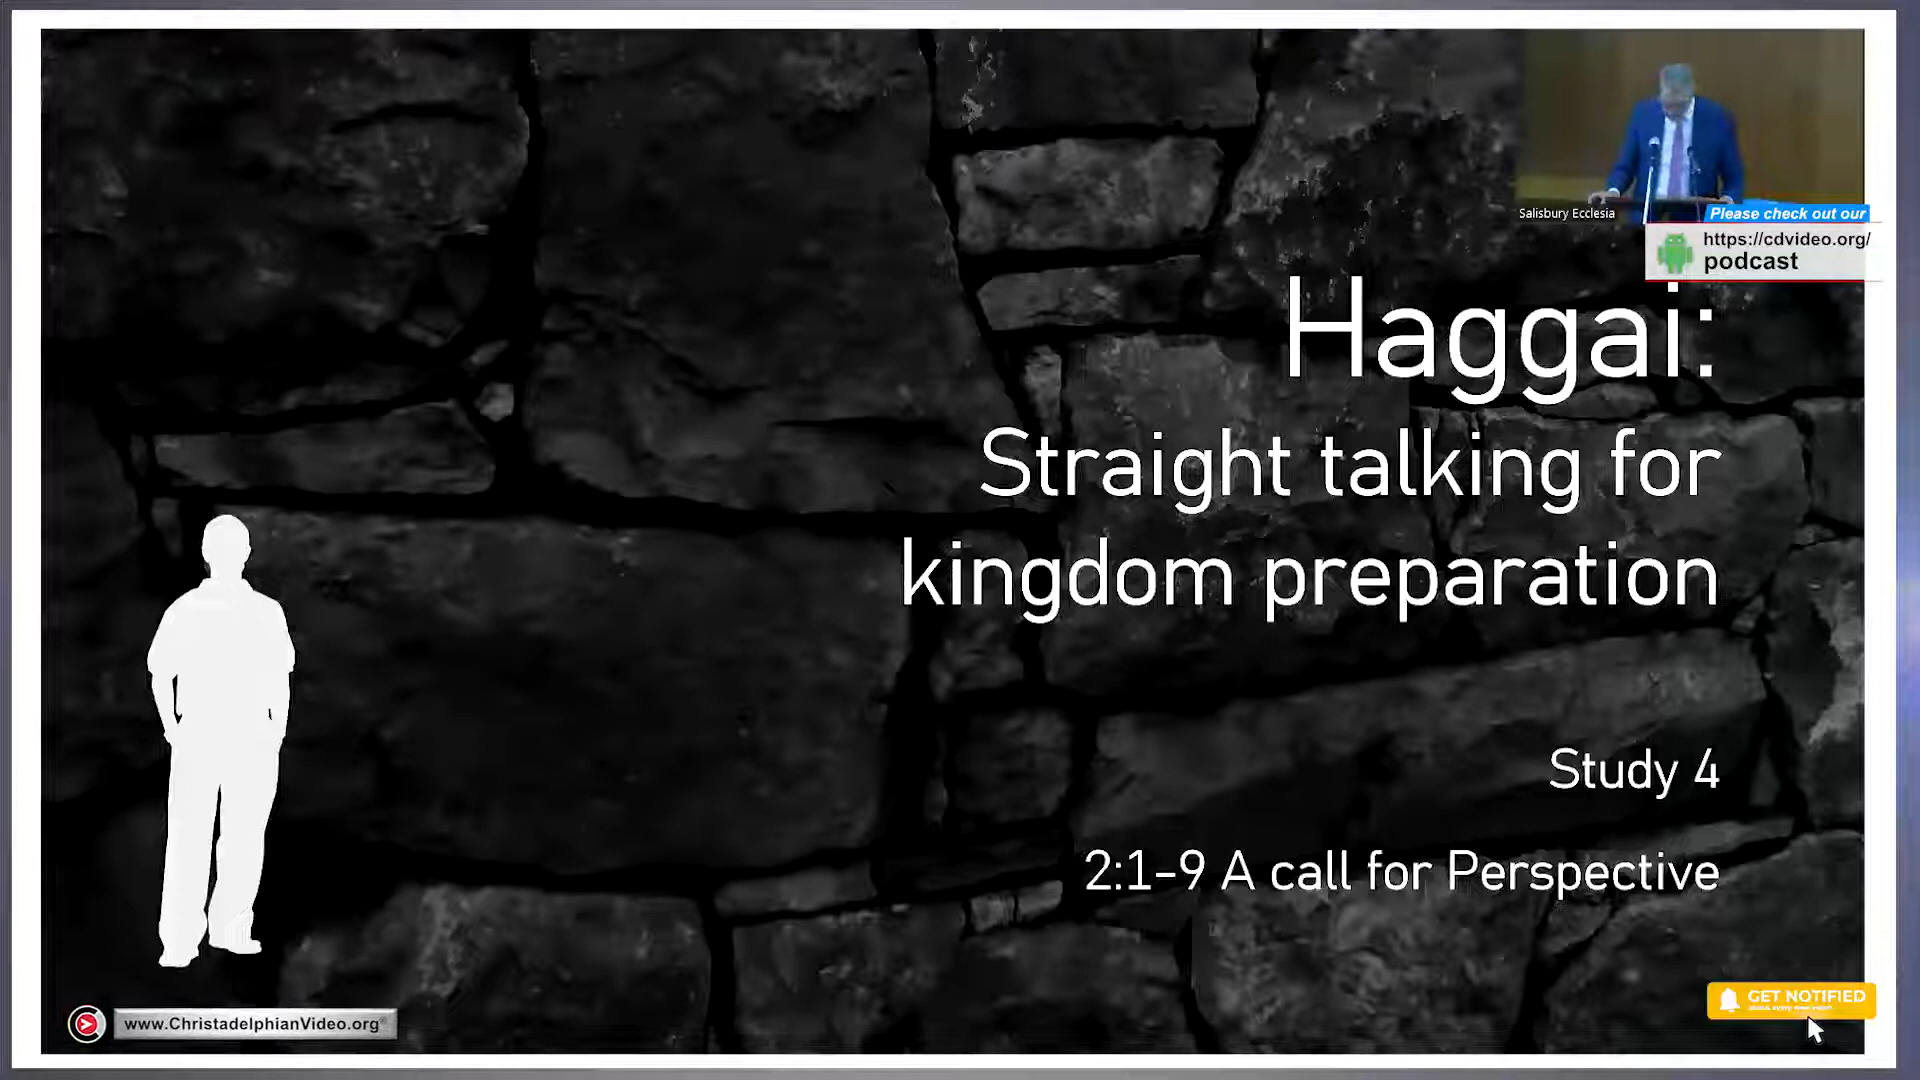 Salisbury Ecclesia
Please check out our
https://cdvideo.org/
podcast
Haggai:
Straight talking for
kingdom preparation
Study 4
2:1-9 A call for Perspective
www.ChristadelphianVideo.org
GET NOTIFIED